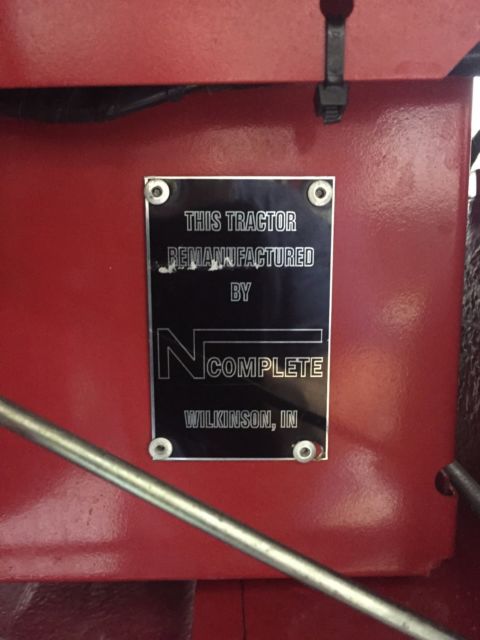 THIS TRACTOR
REMANUFACTURED
BY
NCOMPLETE
WILKINSON, IN